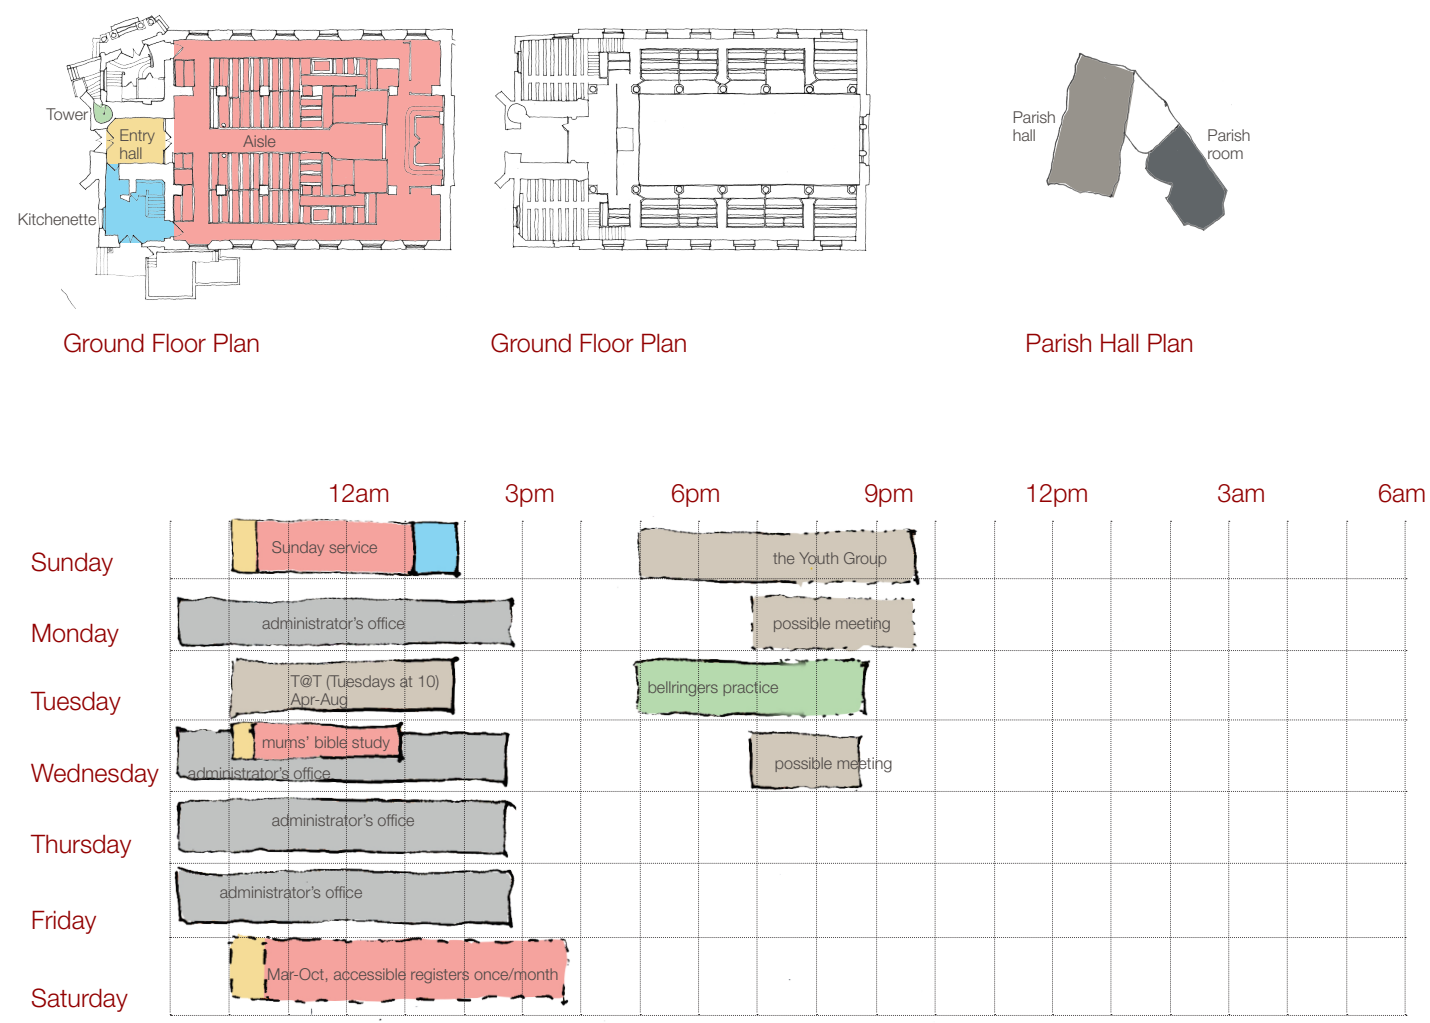 Tower
Entry
hall
Aisle
Kitchenette
Parish
hall
Parish
room
Ground Floor Plan
Ground Floor Plan
Parish Hall Plan
12am
3pm
6pm
9pm
12pm
3am
6am
Sunday
Sunday service
the Youth Group
Monday
administrator's office
possible meeting
Tuesday
T@T (Tuesdays at 10)
Apr-Aug
bellringers practice
Wednesday
mums' bible study
administrator's office
possible meeting
Thursday
administrator's office
Friday
administrator's office
Saturday
Mar-Oct, accessible registers once/month